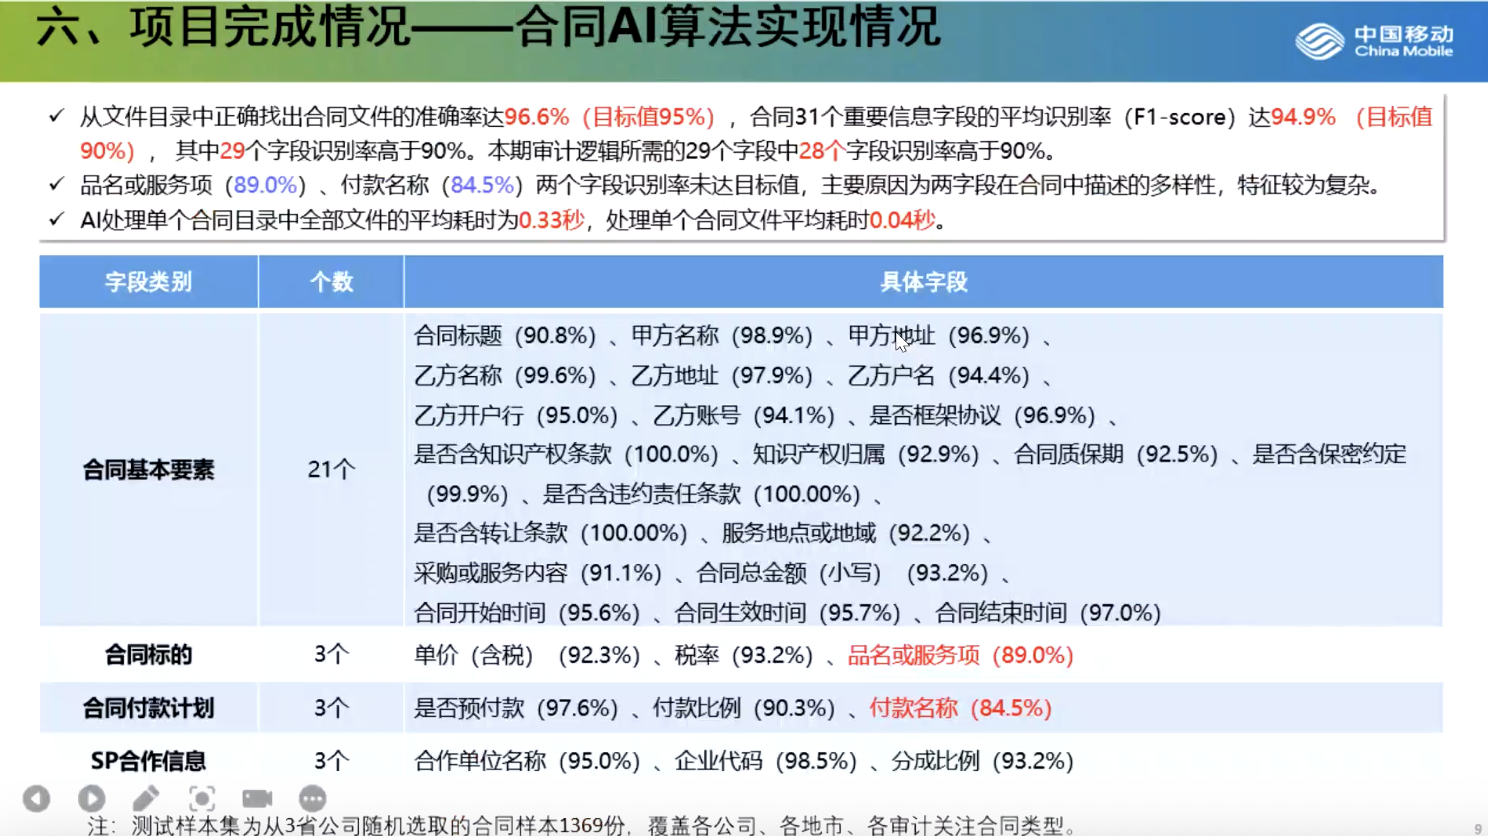 六、项目完成情况——合同AI算法实现情况
中国移动
China Mobile
✓ 从文件目录中正确找出合同文件的准确率达96.6%（目标值95%），合同31个重要信息字段的平均识别率（F1-score）达94.9%（目标值
90%），其中29个字段识别率高于90%。本期审计逻辑所需的29个字段中28个字段识别率高于90%。
✓ 品名或服务项（89.0%）、付款名称（84.5%）两个字段识别率未达目标值，主要原因为两字段在合同中描述的多样性，特征较为复杂。
✓ AI处理单个合同目录中全部文件的平均耗时为0.33秒，处理单个合同文件平均耗时0.04秒。
字段类别 个数 具体字段
合同标题（90.8%）、甲方名称（98.9%）、甲方地址（96.9%）、
乙方名称（99.6%）、乙方地址（97.9%）、乙方户名（94.4%）、
乙方开户行（95.0%）、乙方账号（94.1%）、是否框架协议（96.9%）、
是否含知识产权条款（100.0%）、知识产权归属（92.9%）、合同质保期（92.5%）、是否含保密约定
合同基本要素 21个
（99.9%）、是否含违约责任条款（100.00%）、
是否含转让条款（100.00%）、服务地点或地域（92.2%）、
采购或服务内容（91.1%）、合同总金额（小写）（93.2%）、
合同开始时间（95.6%）、合同生效时间（95.7%）、合同结束时间（97.0%）
合同标的 3个 单价（含税）（92.3%）、税率（93.2%）、品名或服务项（89.0%）
合同付款计划 3个 是否预付款（97.6%）、付款比例（90.3%）、付款名称（84.5%）
SP合作信息 3个 合作单位名称（95.0%）、企业代码（98.5%）、分成比例（93.2%）
注：测试样本集为从3省公司随机选取的合同样本1369份，覆盖各公司、各地市、各审计关注合同类型。
9